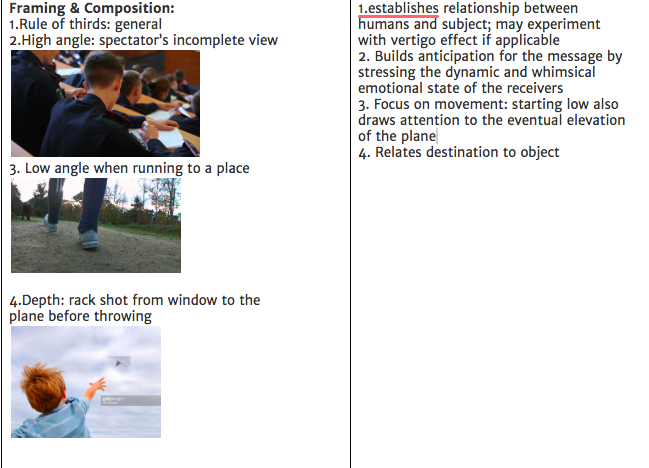 Framing & Composition:
1.Rule of thirds: general
2.High angle: spectator's incomplete view
3. Low angle when running to a place
4.Depth: rack shot from window to the
plane before throwing
1.establishes relationship between
humans and subject; may experiment
with vertigo effect if applicable
2. Builds anticipation for the message by
stressing the dynamic and whimsical
emotional state of the receivers
3. Focus on movement: starting low also
draws attention to the eventual elevation
of the plane
4. Relates destination to object